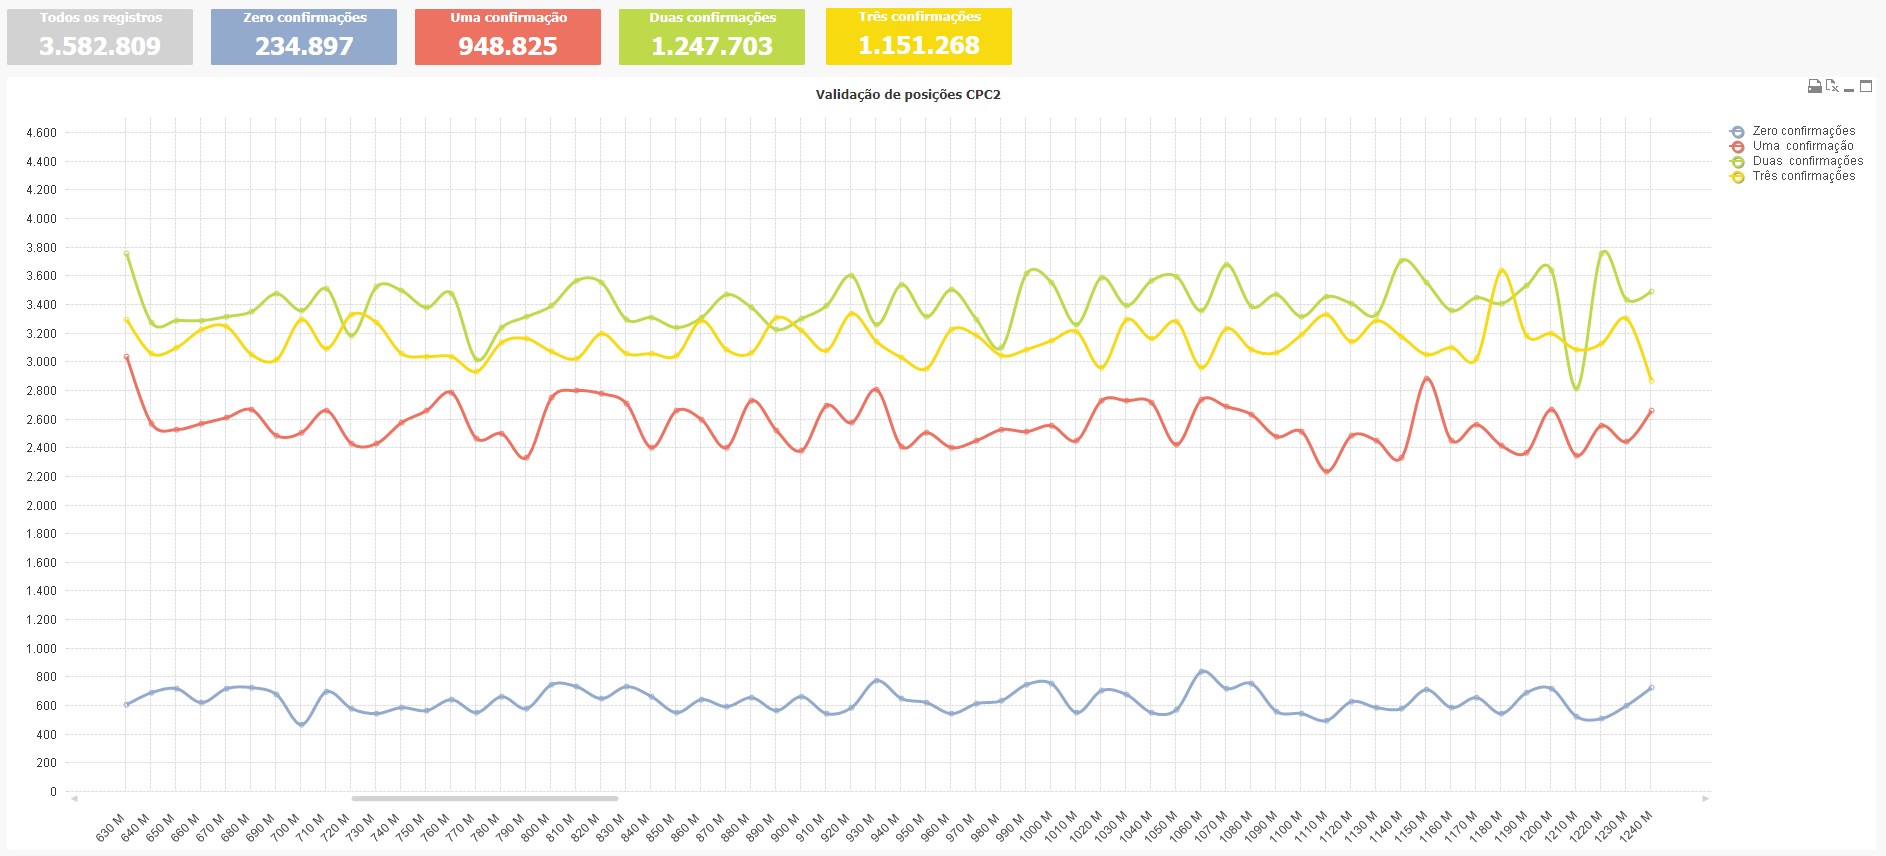 Todos os registros
3.582.809
Zero confirmações
234.897
Uma confirmação
948.825
Duas confirmações
1.247.703
Três confirmações
1.151.268
Validação de posições CPC2
4.600
4.400
4.200
4.000
3.800
3.600
3.400
3.200
3.000
2.800
2.600
2.400
2.200
2.000
1.800
1.600
1.400
1.200
1.000
800
600
400
200
0
Zero confirmações
Uma confirmação
Duas confirmações
Três confirmações
630 M
640 M
650 M
660 M
670 M
680 M
690 M
700 M
710 M
720 M
730 M
740 M
750 M
760 M
770 M
780 M
790 M
800 M
810 M
820 M
830 M
840 M
850 M
860 M
870 M
880 M
890 M
900 M
910 M
920 M
930 M
940 M
950 M
960 M
970 M
980 M
990 M
1000 M
1010 M
1020 M
1030 M
1040 M
1050 M
1060 M
1070 M
1080 M
1090 M
1100 M
1110 M
1120 M
1130 M
1140 M
1150 M
1160 M
1170 M
1180 M
1190 M
1200 M
1210 M
1220 M
1230 M
1240 M